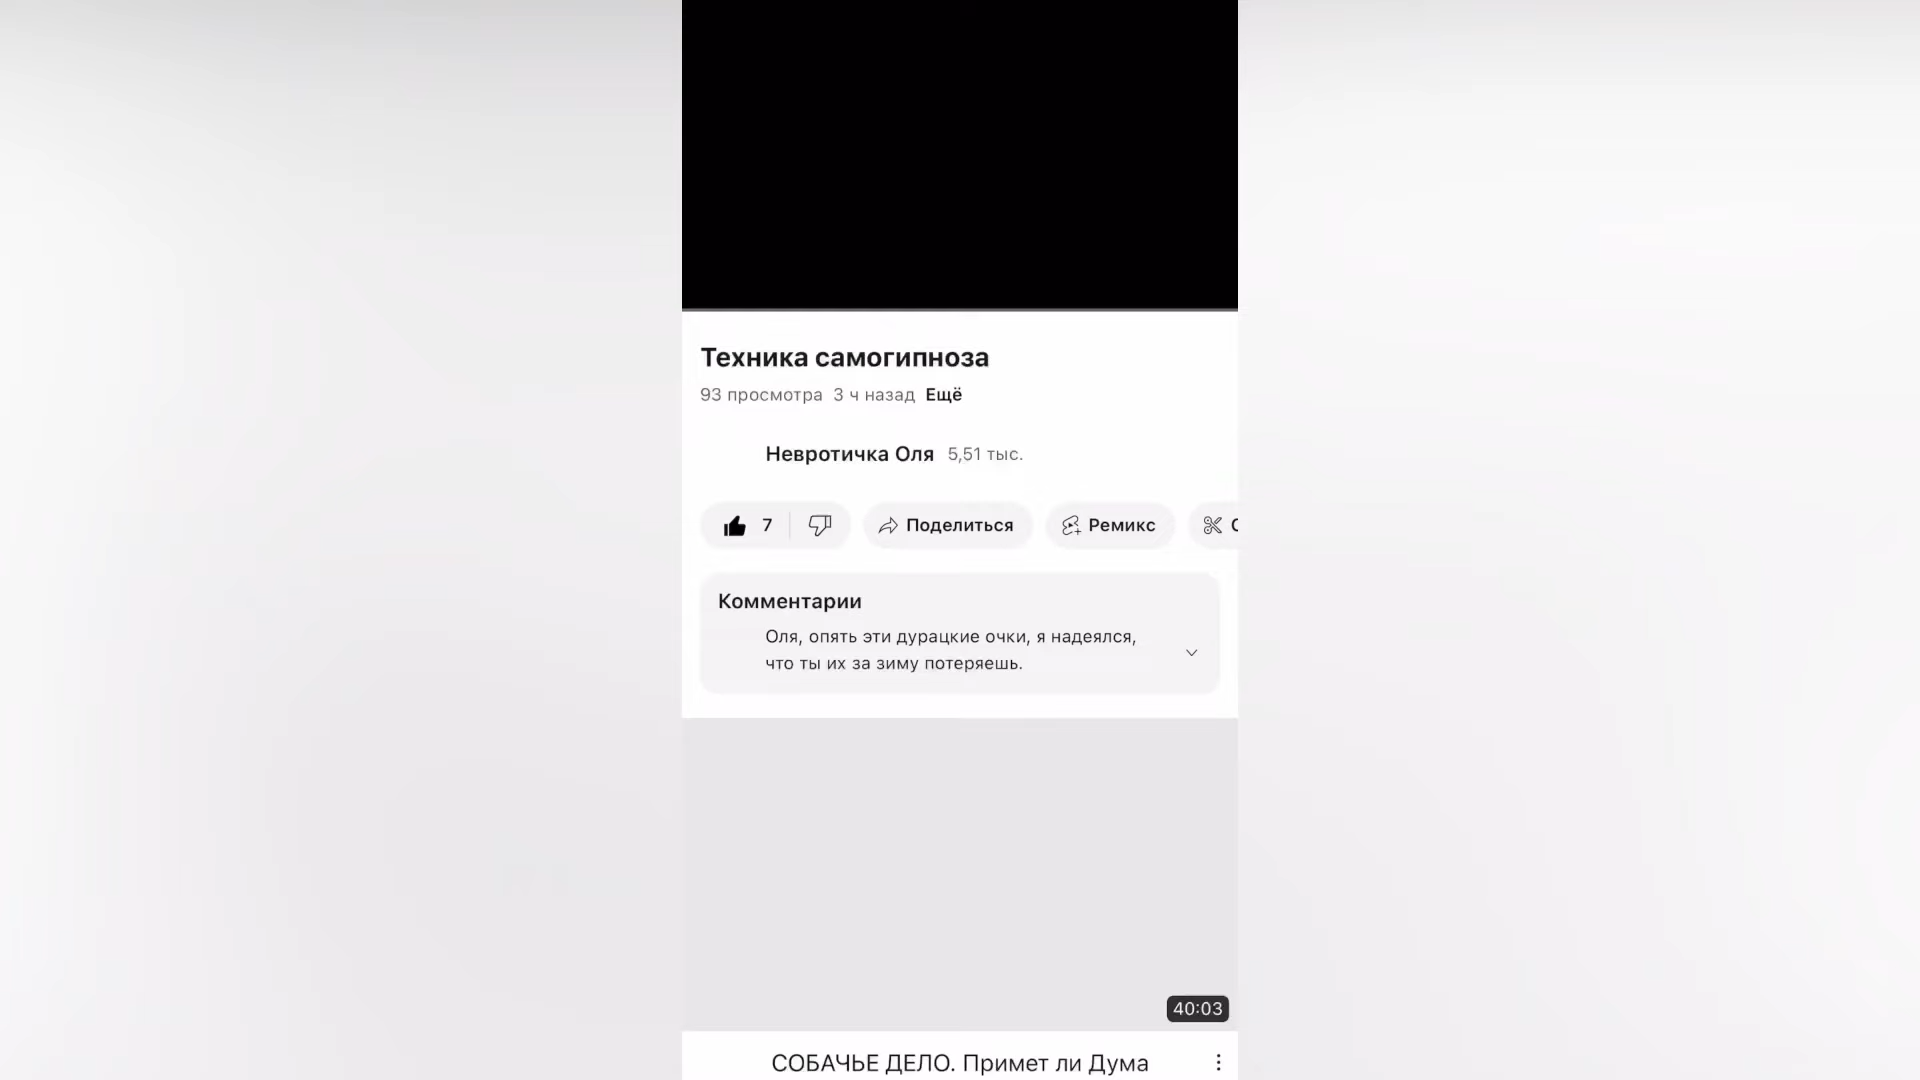 Техника самогипноза
93 просмотра 3 ч назад Ещё
Невротичка Оля 5,51 тыс.
7 Поделиться Ремикс С
Комментарии
Оля, опять эти дурацкие очки, я надеялся,
что ты их за зиму потеряешь.
40:03
СОБАЧЬЕ ДЕЛО. Примет ли Дума